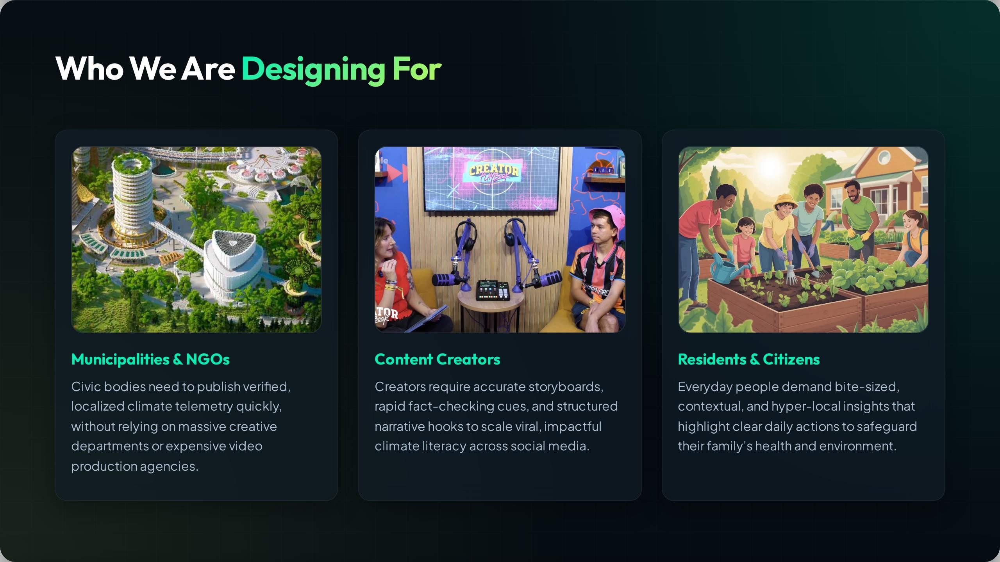 Who We Are Designing For
CREATOR
PLAYBOOK
Municipalities & NGOs
Civic bodies need to publish verified,
localized climate telemetry quickly,
without relying on massive creative
departments or expensive video
production agencies.
Content Creators
Creators require accurate storyboards,
rapid fact-checking cues, and structured
narrative hooks to scale viral, impactful
climate literacy across social media.
Residents & Citizens
Everyday people demand bite-sized,
contextual, and hyper-local insights that
highlight clear daily actions to safeguard
their family's health and environment.